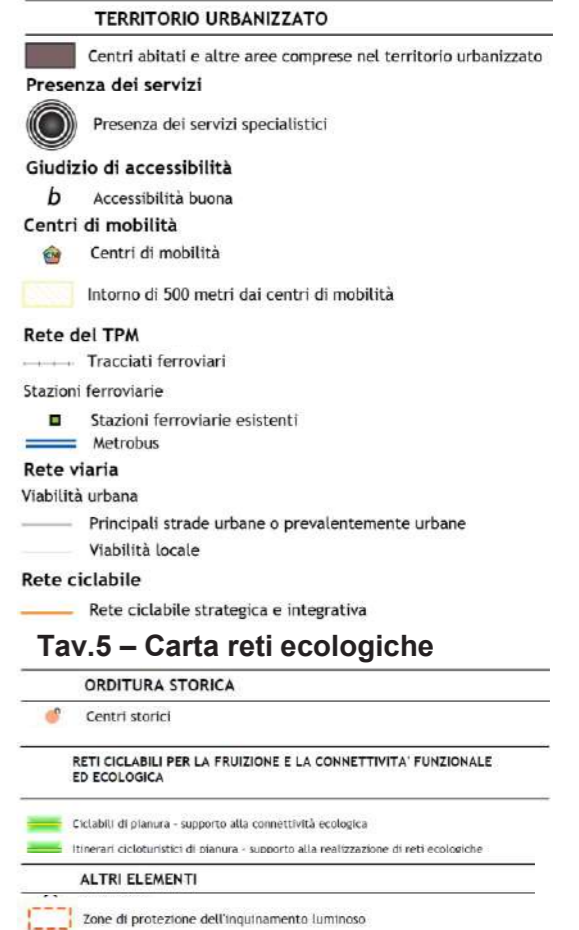 TERRITORIO URBANIZZATO
Centri abitati e altre aree comprese nel territorio urbanizzato
Presenza dei servizi
Presenza dei servizi specialistici
Giudizio di accessibilità
b Accessibilità buona
Centri di mobilità
CM Centri di mobilità
Intorno di 500 metri dai centri di mobilità
Rete del TPM
Tracciati ferroviari
Stazioni ferroviarie
Stazioni ferroviarie esistenti
Metrobus
Rete viaria
Viabilità urbana
Principali strade urbane o prevalentemente urbane
Viabilità locale
Rete ciclabile
Rete ciclabile strategica e integrativa
Tav.5 – Carta reti ecologiche
ORDITURA STORICA
Centri storici
RETI CICLABILI PER LA FRUIZIONE E LA CONNETTIVITA' FUNZIONALE
ED ECOLOGICA
Ciclabili di pianura - supporto alla connettività ecologica
Itinerari cicloturistici di pianura - supporto alla realizzazione di reti ecologiche
ALTRI ELEMENTI
Zone di protezione dell'inquinamento luminoso